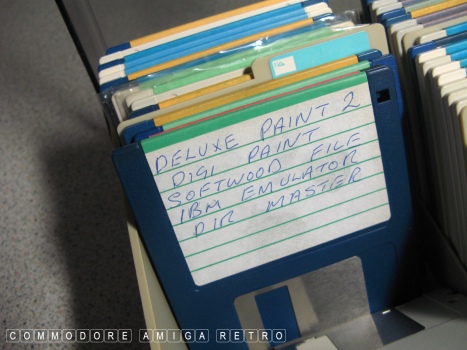 DELUXE PAINT 2
DIGI PAINT
SOFTWOOD FILE
IBM EMULATOR
DIR MASTER
COMMODORE AMIGA RETRO